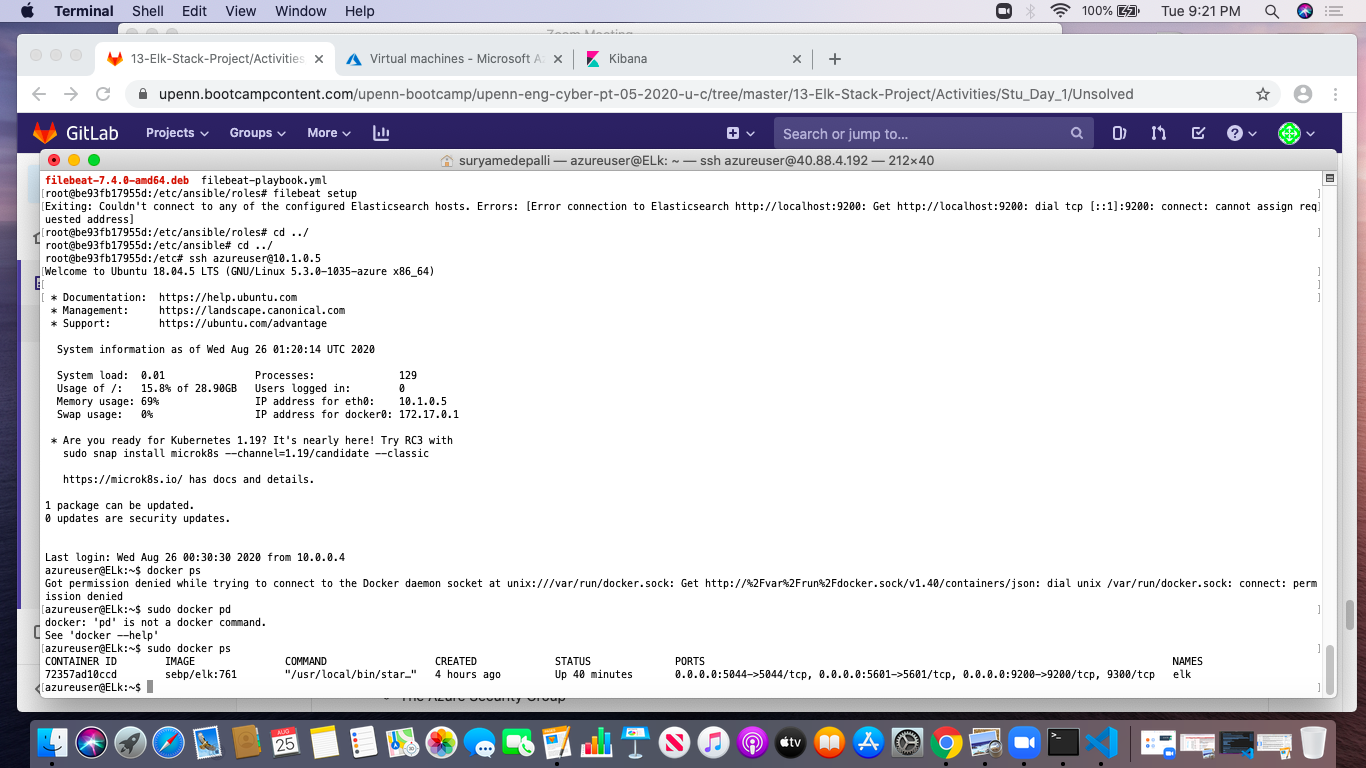 Terminal Shell Edit View Window Help 100% Tue 9:21 PM
Zoom Meeting
13-Elk-Stack-Project/Activities Virtual machines - Microsoft A Kibana
upenn.bootcampcontent.com/upenn-bootcamp/upenn-eng-cyber-pt-05-2020-u-c/tree/master/13-Elk-Stack-Project/Activities/Stu_Day_1/Unsolved
GitLab Projects Groups More Search or jump to...
suryamedepalli — azureuser@ELk: ~ — ssh azureuser@40.88.4.192 — 212×40
filebeat-7.4.0-amd64.deb filebeat-playbook.yml
[root@be93fb17955d:/etc/ansible/roles# filebeat setup ]
[Exiting: Couldn't connect to any of the configured Elasticsearch hosts. Errors: [Error connection to Elasticsearch http://localhost:9200: Get http://localhost:9200: dial tcp [::1]:9200: connect: cannot assign req]
uested address]
[root@be93fb17955d:/etc/ansible/roles# cd ../ ]
root@be93fb17955d:/etc/ansible# cd ../
root@be93fb17955d:/etc# ssh azureuser@10.1.0.5
[Welcome to Ubuntu 18.04.5 LTS (GNU/Linux 5.3.0-1035-azure x86_64) ]
[ ]
[ * Documentation: https://help.ubuntu.com ]
* Management: https://landscape.canonical.com
* Support: https://ubuntu.com/advantage
System information as of Wed Aug 26 01:20:14 UTC 2020
System load: 0.01 Processes: 129
Usage of /: 15.8% of 28.90GB Users logged in: 0
Memory usage: 69% IP address for eth0: 10.1.0.5
Swap usage: 0% IP address for docker0: 172.17.0.1
* Are you ready for Kubernetes 1.19? It's nearly here! Try RC3 with
sudo snap install microk8s --channel=1.19/candidate --classic
https://microk8s.io/ has docs and details.
1 package can be updated.
0 updates are security updates.
Last login: Wed Aug 26 00:30:30 2020 from 10.0.0.4
azureuser@ELk:~$ docker ps
Got permission denied while trying to connect to the Docker daemon socket at unix:///var/run/docker.sock: Get http://%2Fvar%2Frun%2Fdocker.sock/v1.40/containers/json: dial unix /var/run/docker.sock: connect: perm
ission denied
[azureuser@ELk:~$ sudo docker pd ]
docker: 'pd' is not a docker command.
See 'docker --help'
[azureuser@ELk:~$ sudo docker ps ]
CONTAINER ID IMAGE COMMAND CREATED STATUS PORTS NAMES
72357ad10ccd sebp/elk:761 "/usr/local/bin/star…" 4 hours ago Up 40 minutes 0.0.0.0:5044->5044/tcp, 0.0.0.0:5601->5601/tcp, 0.0.0.0:9200->9200/tcp, 9300/tcp elk
[azureuser@ELk:~$ ]
The Azure Security Group
AUG
25
tv